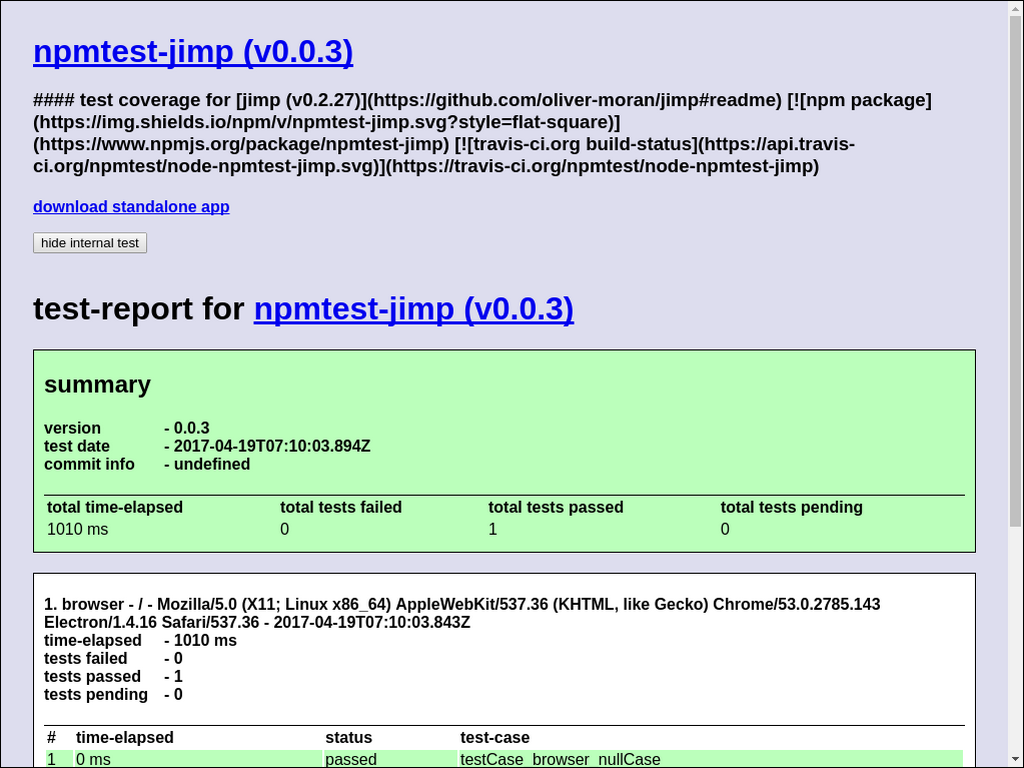 npmtest-jimp (v0.0.3)
#### test coverage for [jimp (v0.2.27)](https://github.com/oliver-moran/jimp#readme) [![npm package]
(https://img.shields.io/npm/v/npmtest-jimp.svg?style=flat-square)]
(https://www.npmjs.org/package/npmtest-jimp) [![travis-ci.org build-status](https://api.travis-
ci.org/npmtest/node-npmtest-jimp.svg)](https://travis-ci.org/npmtest/node-npmtest-jimp)
download standalone app
hide internal test
test-report for npmtest-jimp (v0.0.3)
summary
version - 0.0.3
test date - 2017-04-19T07:10:03.894Z
commit info - undefined
total time-elapsed total tests failed total tests passed total tests pending
1010 ms 0 1 0
1. browser - / - Mozilla/5.0 (X11; Linux x86_64) AppleWebKit/537.36 (KHTML, like Gecko) Chrome/53.0.2785.143
Electron/1.4.16 Safari/537.36 - 2017-04-19T07:10:03.843Z
time-elapsed - 1010 ms
tests failed - 0
tests passed - 1
tests pending - 0
# time-elapsed status test-case
1 0 ms passed testCase_browser_nullCase